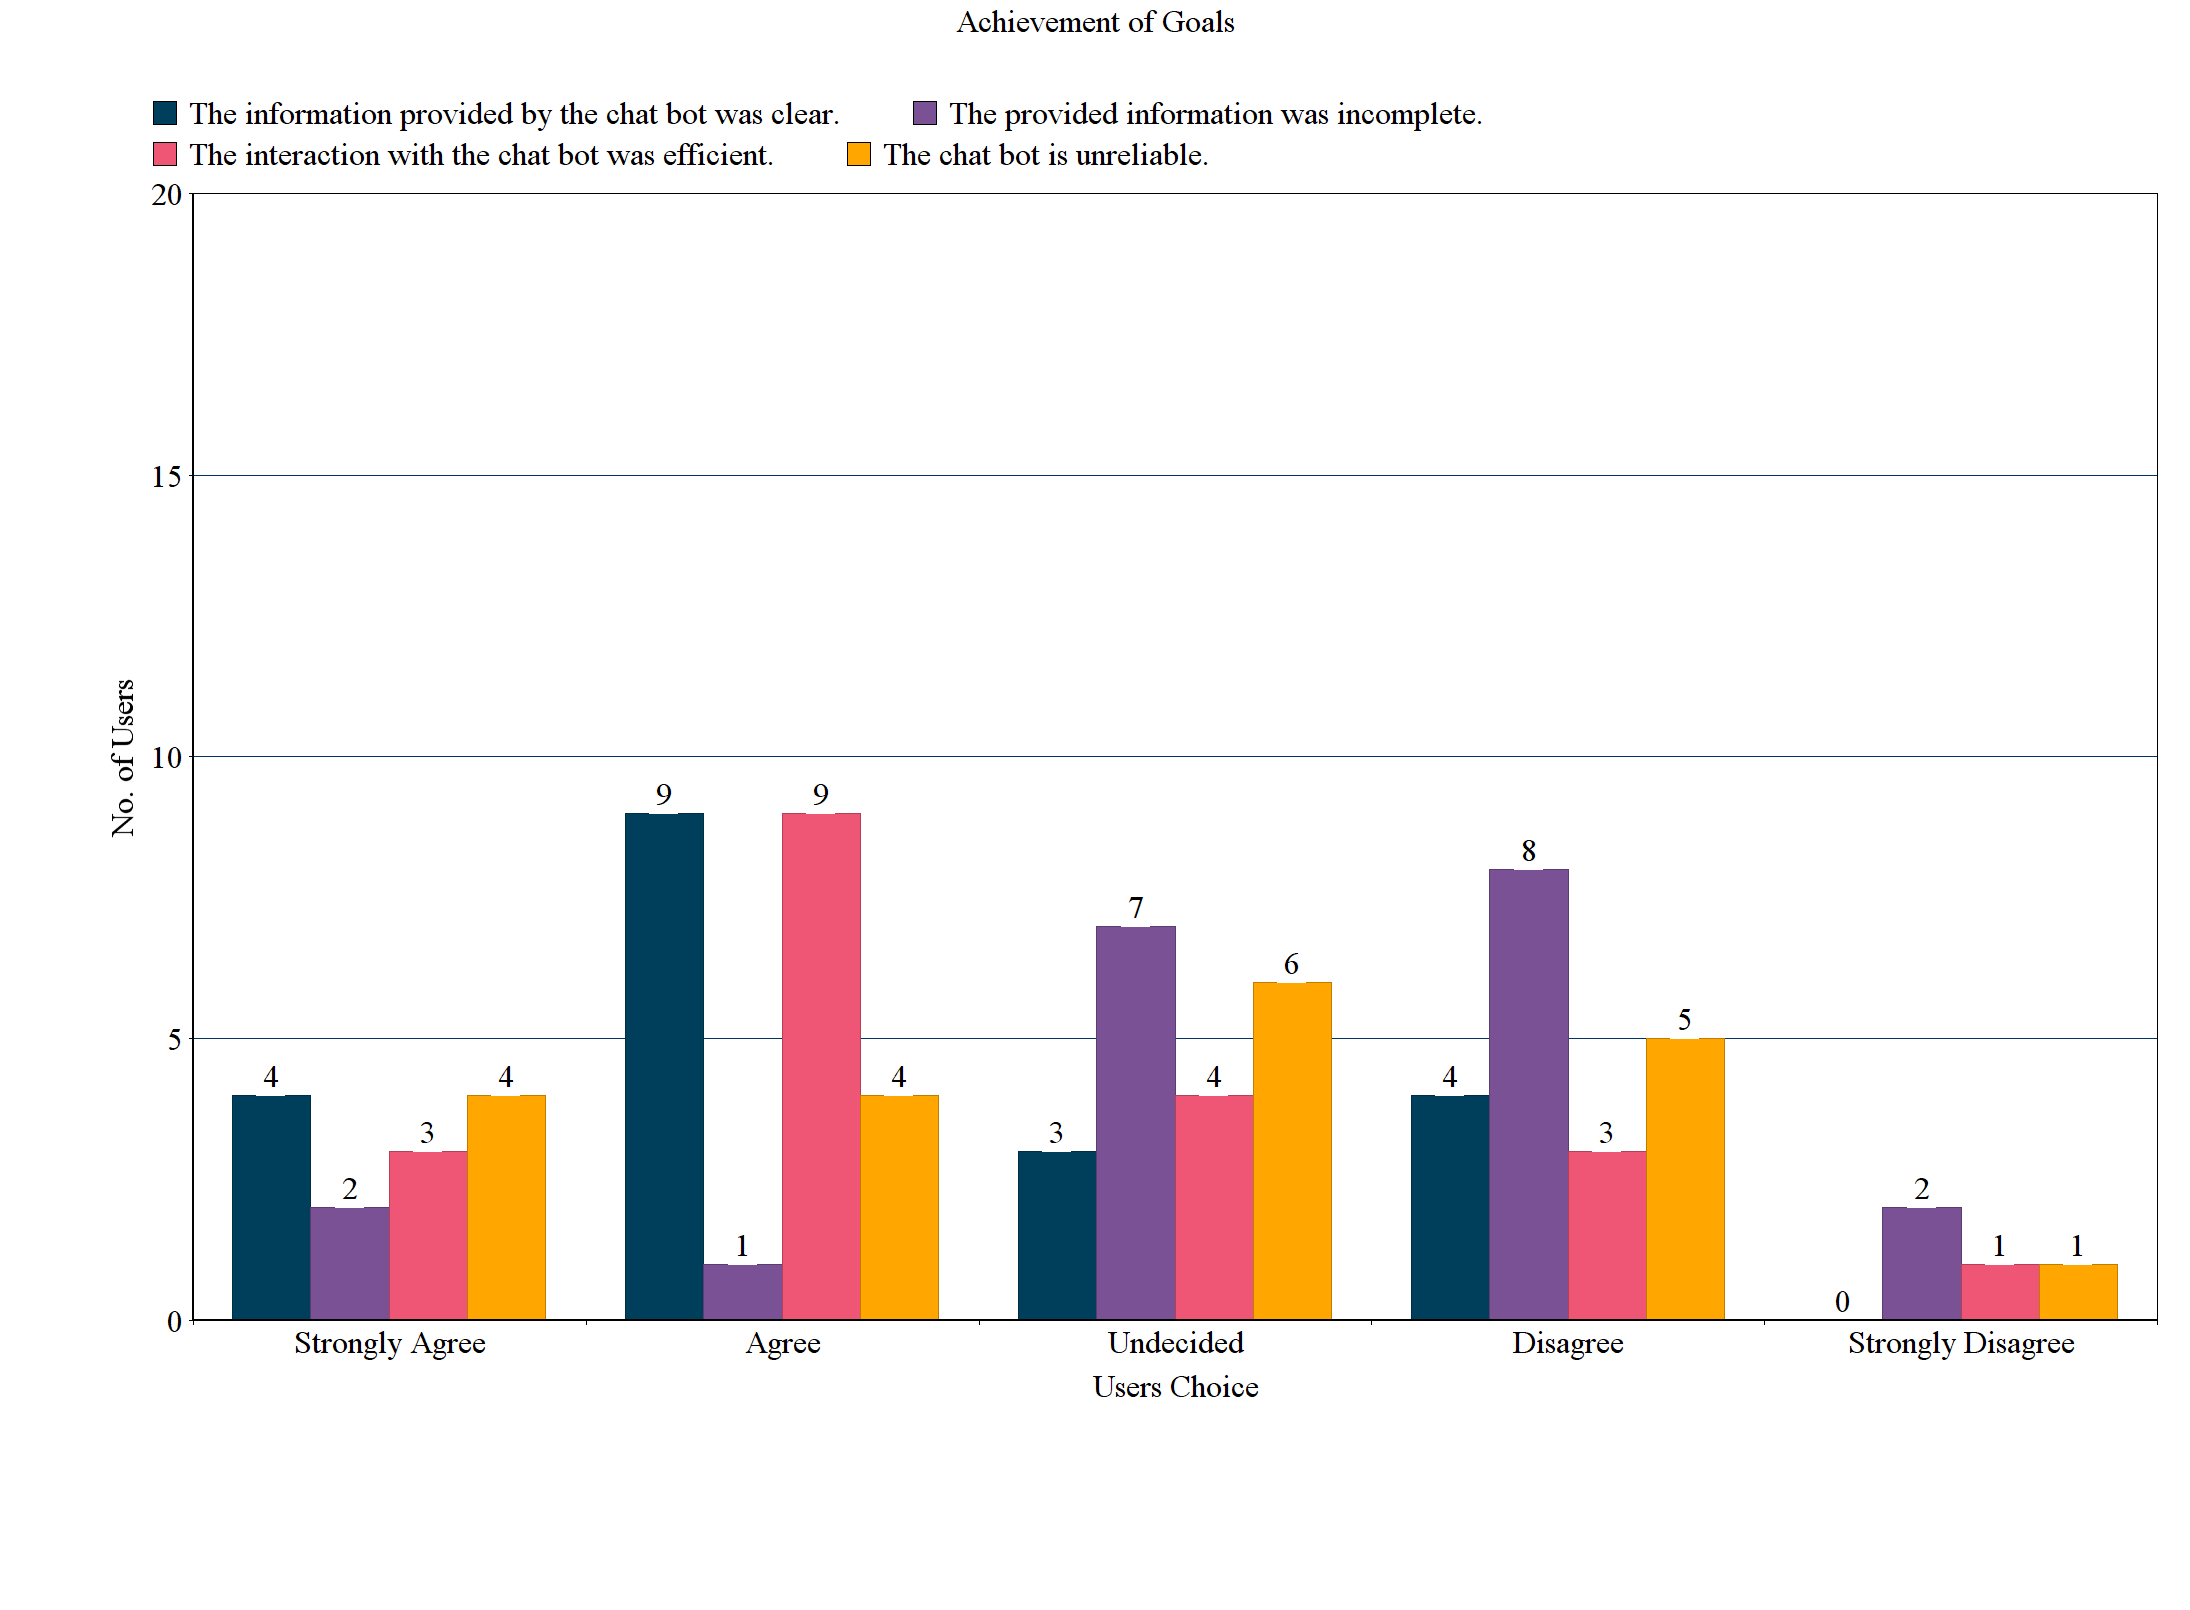 Achievement of Goals
The information provided by the chat bot was clear. The provided information was incomplete.
The interaction with the chat bot was efficient. The chat bot is unreliable.
20
15
10
5
0
No. of Users
4 2 3 4
9 1 9 4
3 7 4 6
4 8 3 5
0 2 1 1
Strongly Agree Agree Undecided Disagree Strongly Disagree
Users Choice